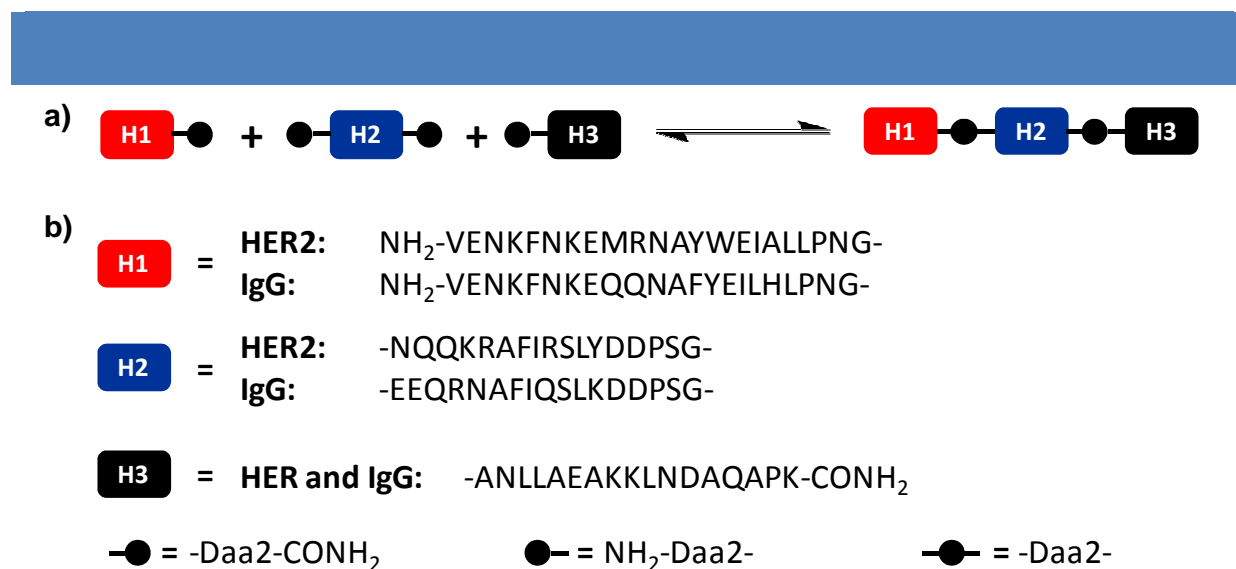 a) H1 + H2 + H3 H1 H2 H3
b)
H1 = HER2: NH₂-VENKFNKEMRNAYWEIALLPNG-
IgG: NH₂-VENKFNKEQQNAFYEILHLPNG-
H2 = HER2: -NQQKRAFIRSLYDDPSG-
IgG: -EEQRNAFIQSLKDDPSG-
H3 = HER and IgG: -ANLLAEAKKLNDAQAPK-CONH₂
= -Daa2-CONH₂ = NH₂-Daa2- = -Daa2-